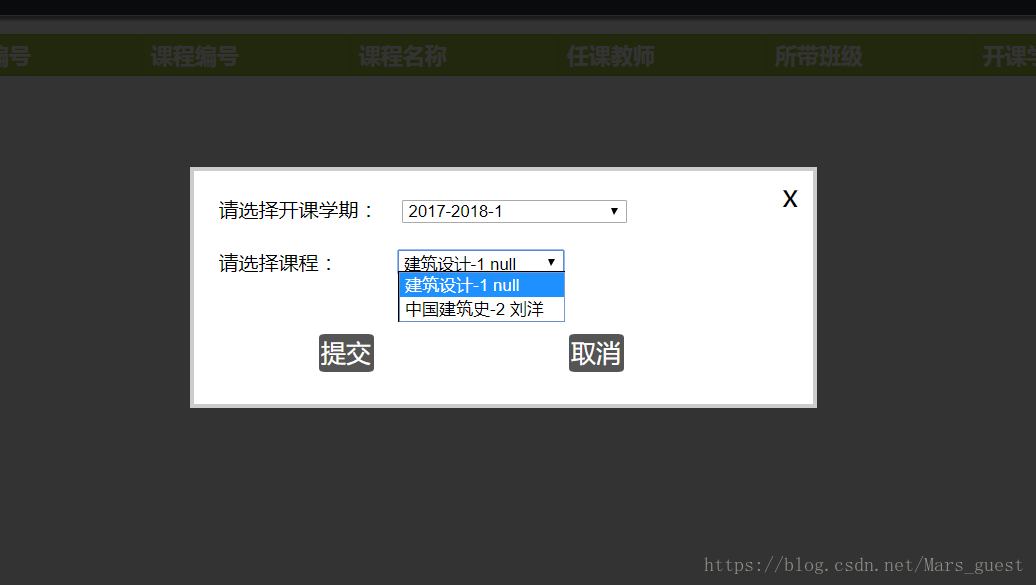 编号 课程编号 课程名称 任课教师 所带班级 开课学
X
请选择开课学期： 2017-2018-1
请选择课程： 建筑设计-1 null
建筑设计-1 null
中国建筑史-2 刘洋
提交 取消
https://blog.csdn.net/Mars_guest